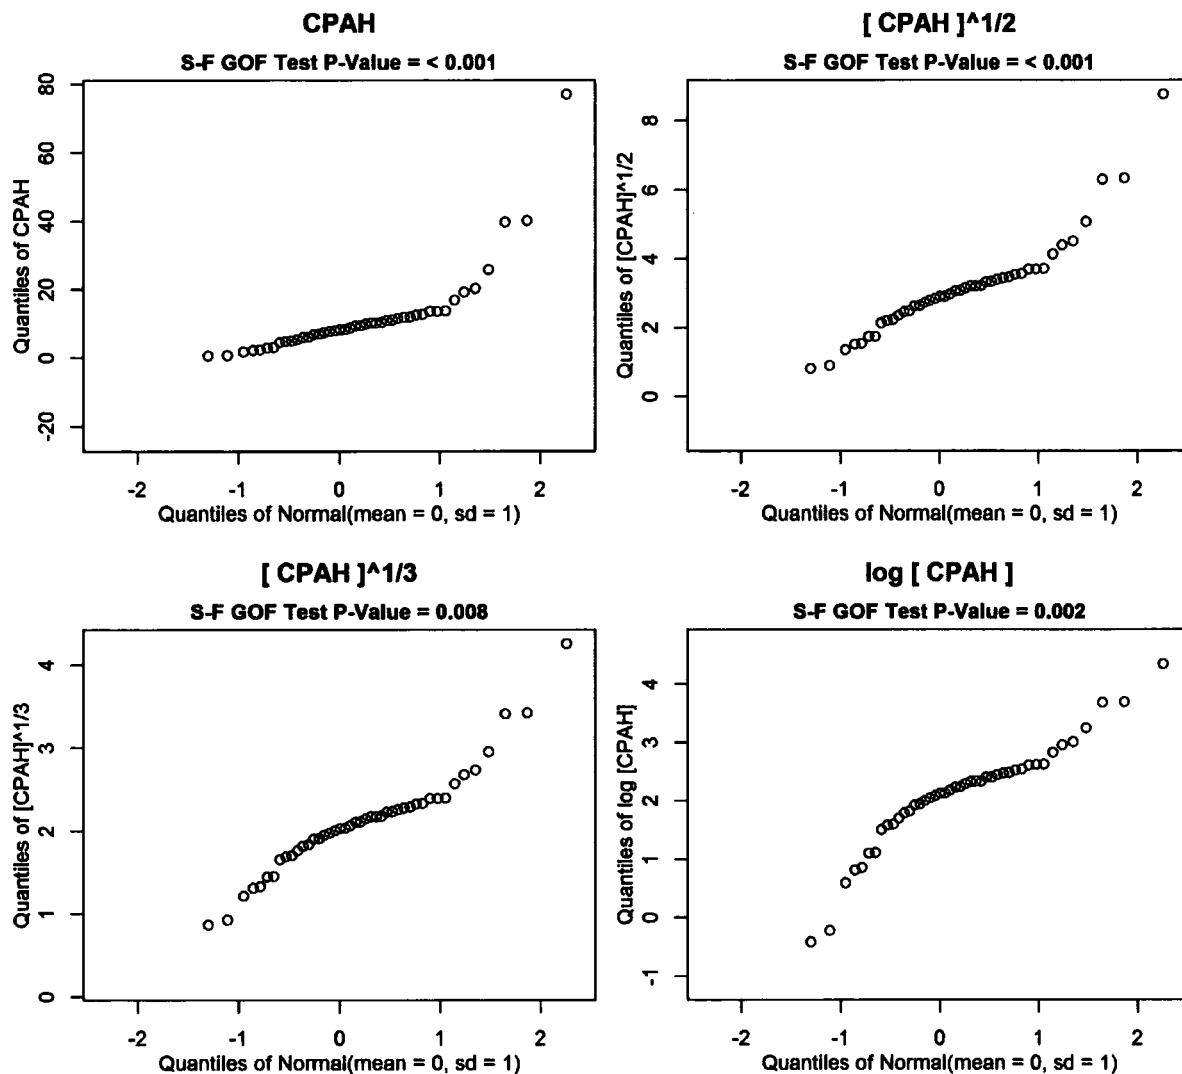 CPAH
S-F GOF Test P-Value = < 0.001
Quantiles of CPAH
80
60
40
20
0
-20
-2 -1 0 1 2
Quantiles of Normal(mean = 0, sd = 1)
[ CPAH ]^1/2
S-F GOF Test P-Value = < 0.001
Quantiles of [CPAH]^1/2
8
6
4
2
0
-2 -1 0 1 2
Quantiles of Normal(mean = 0, sd = 1)
[ CPAH ]^1/3
S-F GOF Test P-Value = 0.008
Quantiles of [CPAH]^1/3
4
3
2
1
0
-2 -1 0 1 2
Quantiles of Normal(mean = 0, sd = 1)
log [ CPAH ]
S-F GOF Test P-Value = 0.002
Quantiles of log [CPAH]
4
3
2
1
0
-1
-2 -1 0 1 2
Quantiles of Normal(mean = 0, sd = 1)